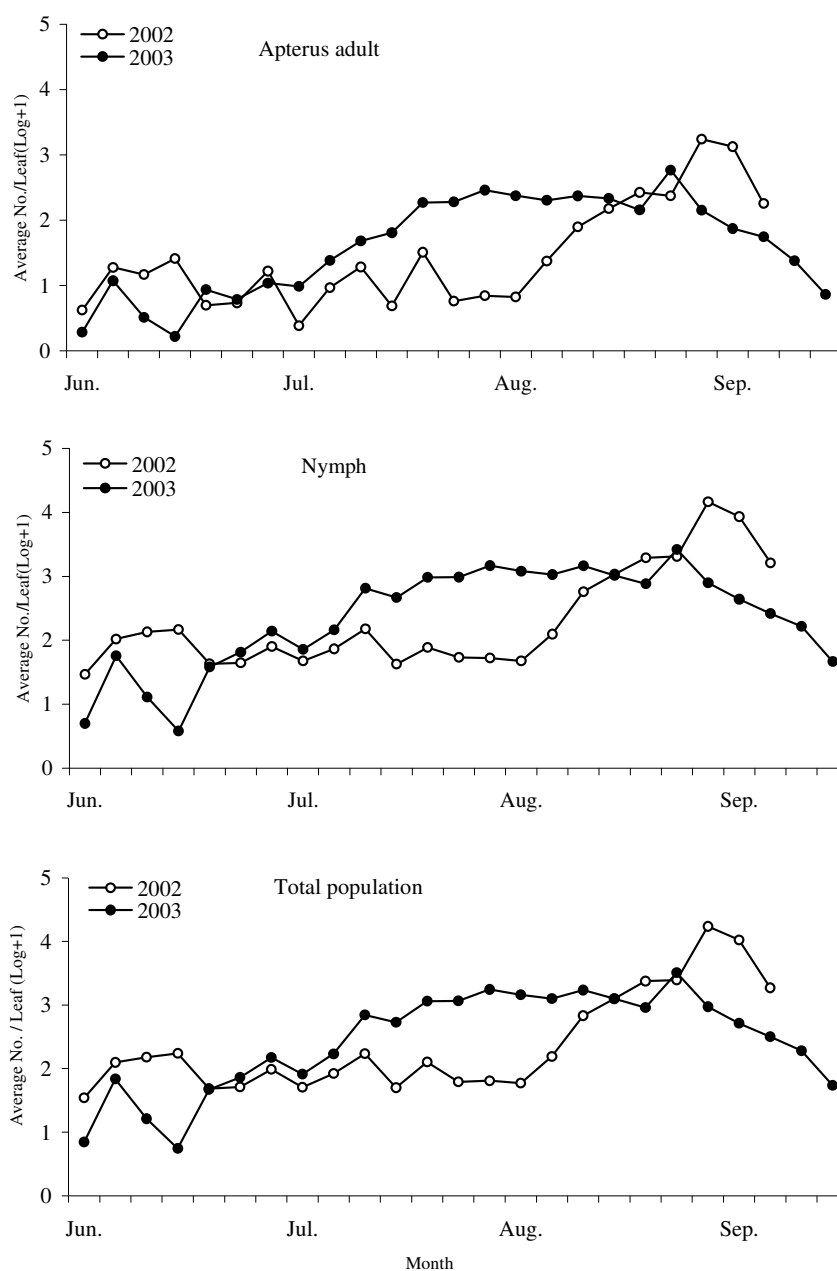 5
2002
2003
Apterus adult
4
3
2
1
0
Average No./Leaf(Log+1)
Jun. Jul. Aug. Sep.
5
2002
2003
Nymph
4
3
2
1
0
Average No./Leaf(Log+1)
Jun. Jul. Aug. Sep.
5
2002
2003
Total population
4
3
2
1
0
Average No. / Leaf (Log+1)
Jun. Jul. Aug. Sep.
Month